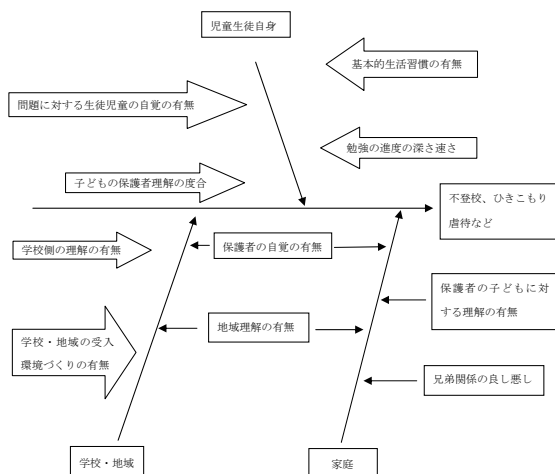 児童生徒自身
基本的生活習慣の有無
問題に対する生徒児童の自覚の有無
勉強の進度の深さ速さ
子どもの保護者理解の度合
不登校、ひきこもり
虐待など
学校側の理解の有無
保護者の自覚の有無
保護者の子どもに対
する理解の有無
地域理解の有無
学校・地域の受入
環境づくりの有無
兄弟関係の良し悪し
学校・地域
家庭